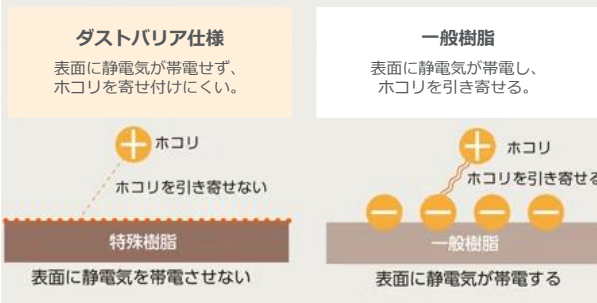 ダストバリア仕様
表面に静電気が帯電せず、
ホコリを寄せ付けにくい。
ホコリ
ホコリを引き寄せない
特殊樹脂
表面に静電気を帯電させない
一般樹脂
表面に静電気が帯電し、
ホコリを引き寄せる。
ホコリ
ホコリを引き寄せる
一般樹脂
表面に静電気が帯電する